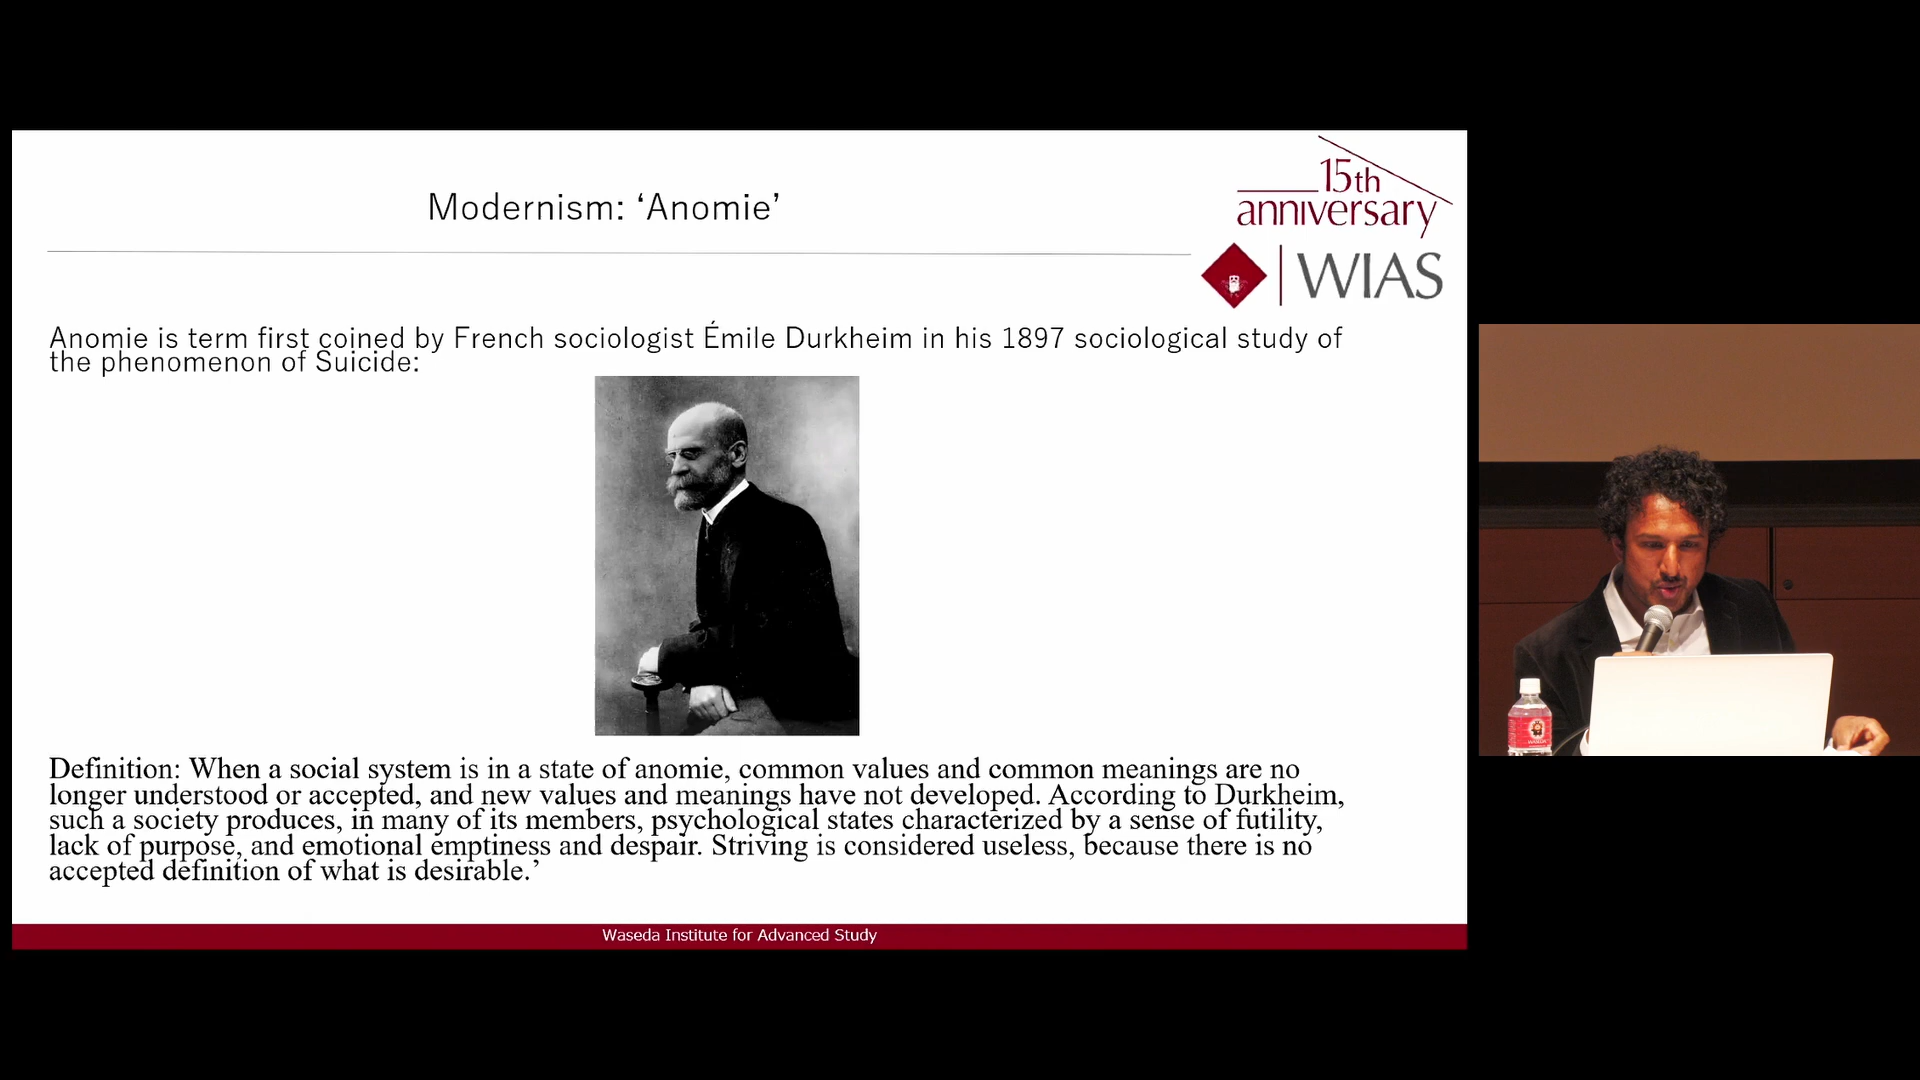 Modernism: ‘Anomie’
15th
anniversary
WIAS
Anomie is term first coined by French sociologist Émile Durkheim in his 1897 sociological study of
the phenomenon of Suicide:
Definition: When a social system is in a state of anomie, common values and common meanings are no
longer understood or accepted, and new values and meanings have not developed. According to Durkheim,
such a society produces, in many of its members, psychological states characterized by a sense of futility,
lack of purpose, and emotional emptiness and despair. Striving is considered useless, because there is no
accepted definition of what is desirable.’
Waseda Institute for Advanced Study